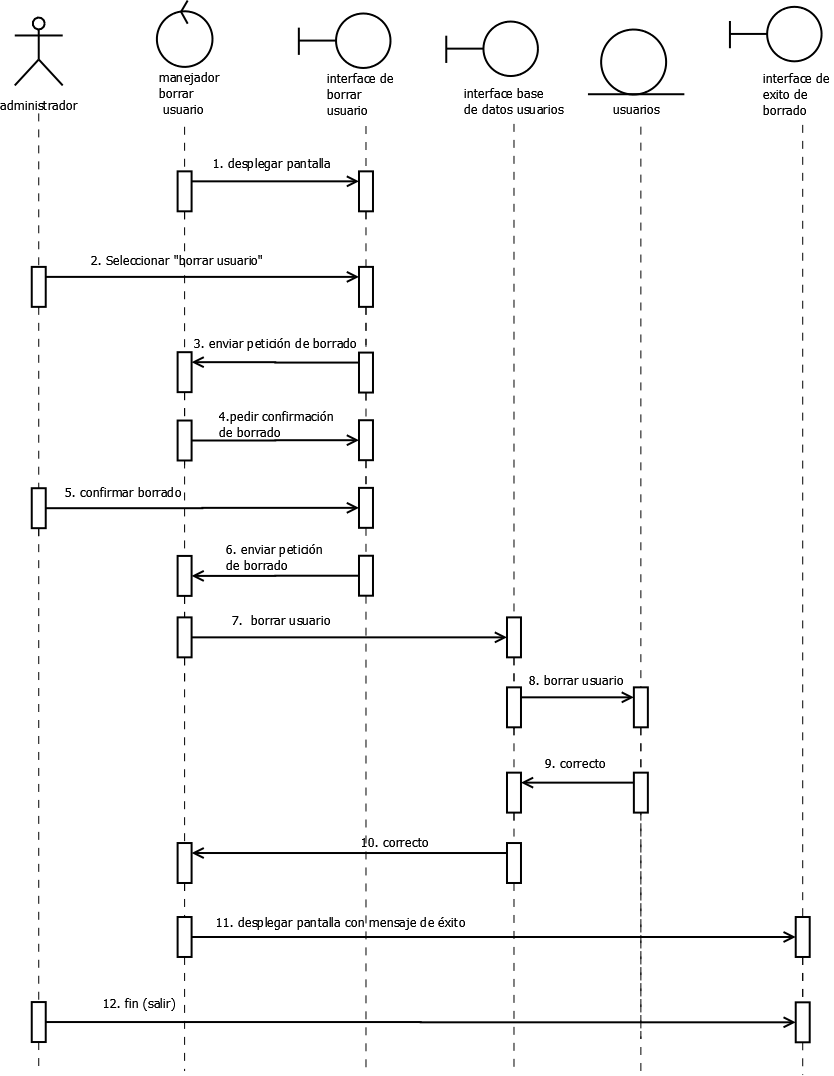 administrador
manejador
borrar
usuario
interface de
borrar
usuario
interface base
de datos usuarios
usuarios
interface de
exito de
borrado
1. desplegar pantalla
2. Seleccionar "borrar usuario"
3. enviar petición de borrado
4.pedir confirmación
de borrado
5. confirmar borrado
6. enviar petición
de borrado
7. borrar usuario
8. borrar usuario
9. correcto
10. correcto
11. desplegar pantalla con mensaje de éxito
12. fin (salir)